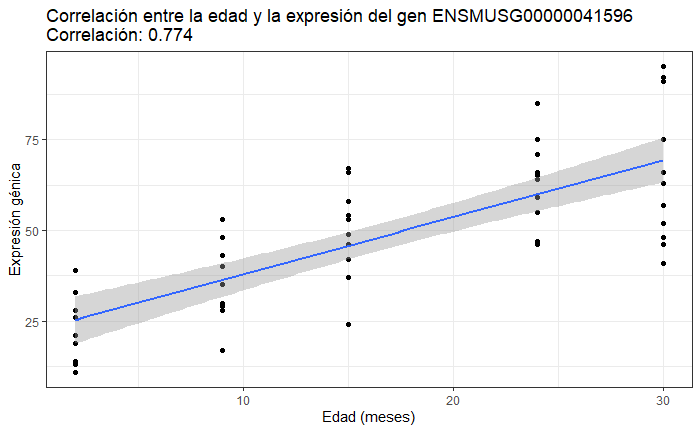 Correlación entre la edad y la expresión del gen ENSMUSG00000041596
Correlación: 0.774
Expresión génica
75
50
25
10
20
30
Edad (meses)